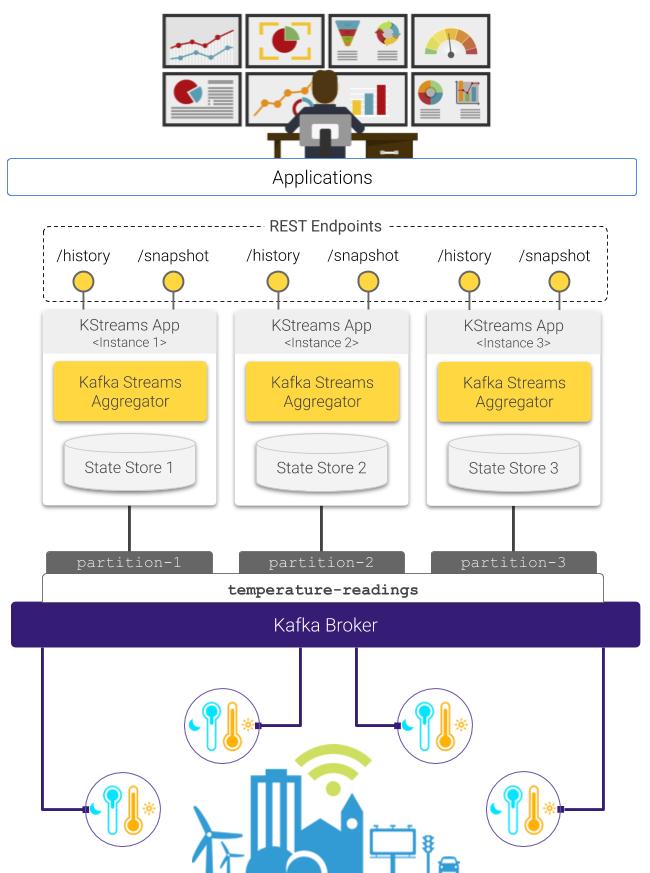 Applications
REST Endpoints
/history /snapshot /history /snapshot /history /snapshot
KStreams App KStreams App KStreams App
<Instance 1> <Instance 2> <Instance 3>
Kafka Streams Kafka Streams Kafka Streams
Aggregator Aggregator Aggregator
State Store 1 State Store 2 State Store 3
partition-1 partition-2 partition-3
temperature-readings
Kafka Broker